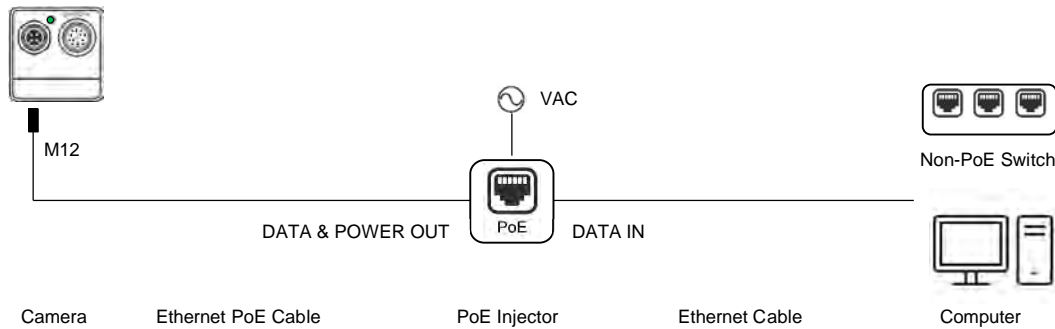 VAC
M12
Non-PoE Switch
PoE
DATA & POWER OUT
DATA IN
Camera
Ethernet PoE Cable
PoE Injector
Ethernet Cable
Computer